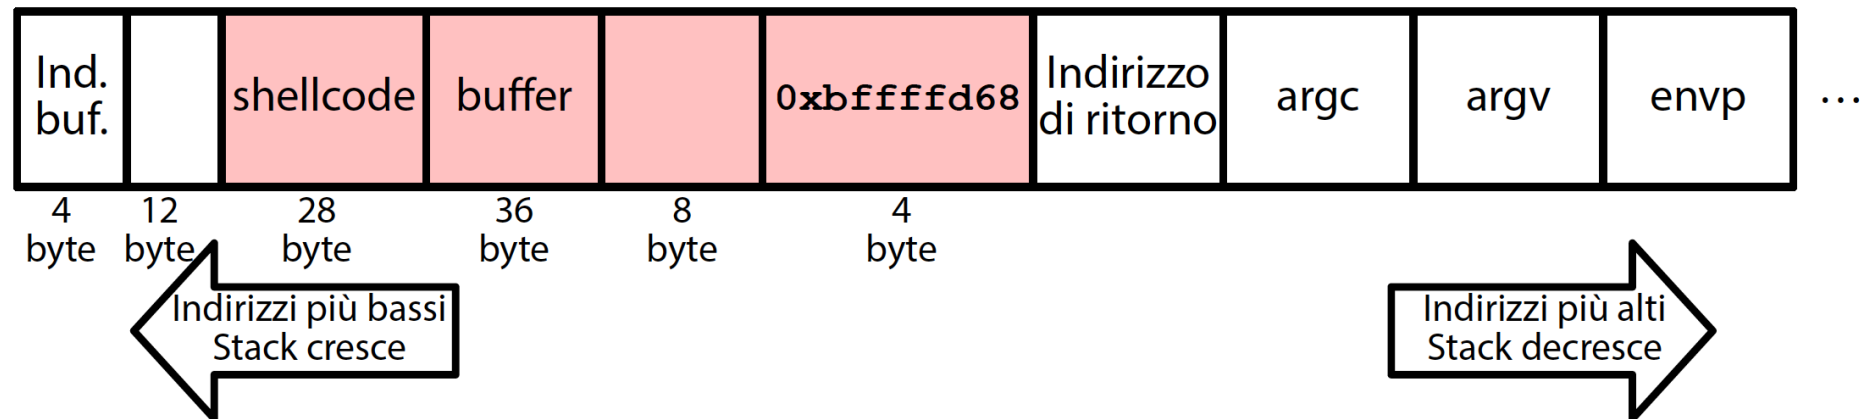 Ind.
buf.
shellcode
buffer
0xbffffd68
Indirizzo
di ritorno
argc
argv
envp
...
4
byte
12
byte
28
byte
36
byte
8
byte
4
byte
Indirizzi più bassi
Stack cresce
Indirizzi più alti
Stack decresce